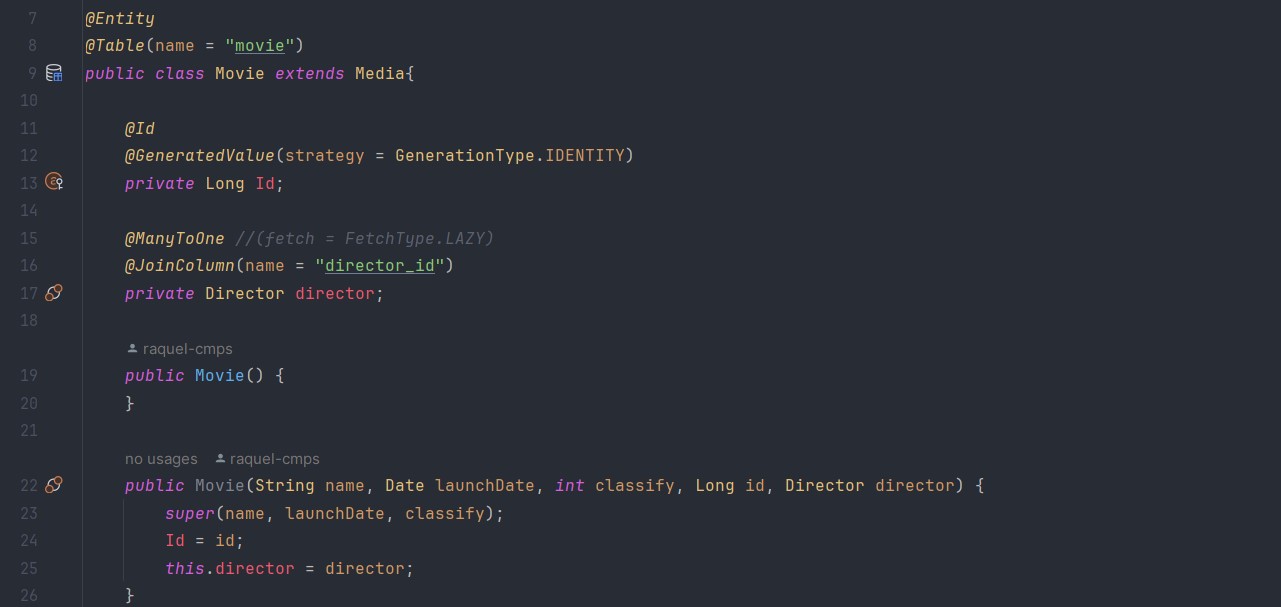 7 @Entity
8 @Table(name = "movie")
9 public class Movie extends Media{
10
11 @Id
12 @GeneratedValue(strategy = GenerationType.IDENTITY)
13 private Long Id;
14
15 @ManyToOne //(fetch = FetchType.LAZY)
16 @JoinColumn(name = "director_id")
17 private Director director;
18
raquel-cmps
19 public Movie() {
20 }
21
no usages raquel-cmps
22 public Movie(String name, Date launchDate, int classify, Long id, Director director) {
23 super(name, launchDate, classify);
24 Id = id;
25 this.director = director;
26 }